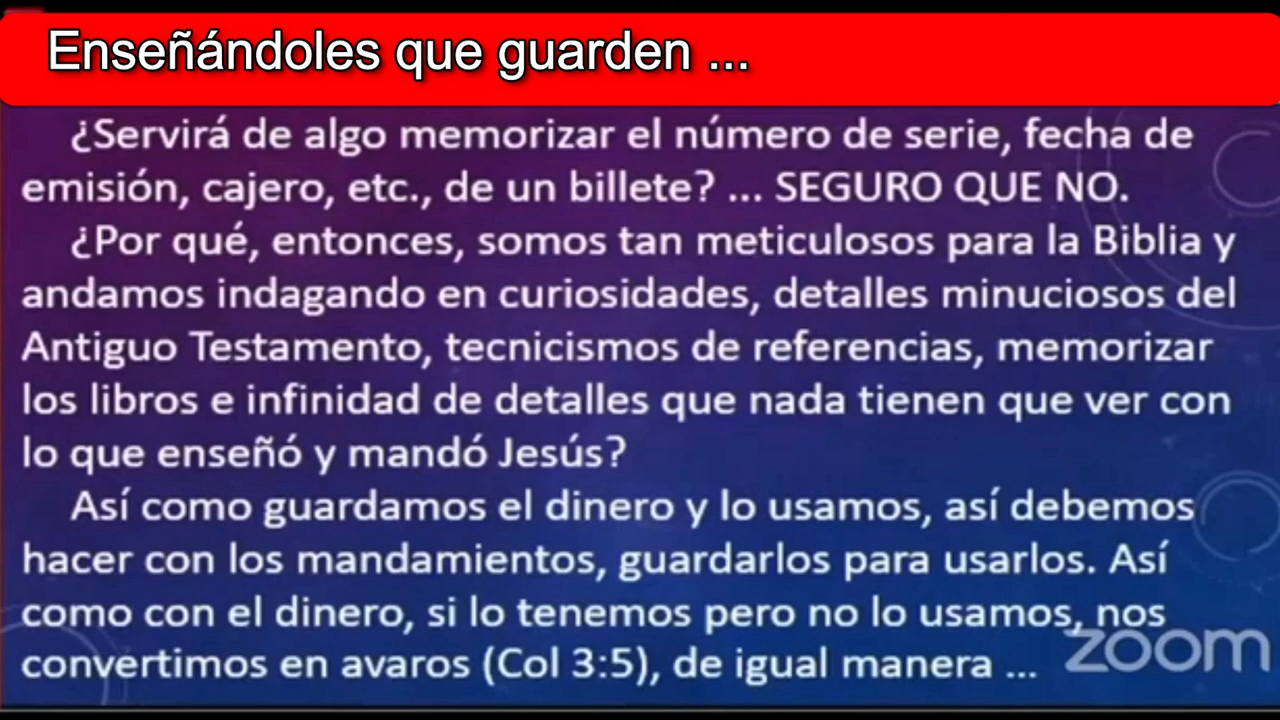 Enseñándoles que guarden ...
¿Servirá de algo memorizar el número de serie, fecha de
emisión, cajero, etc., de un billete? ... SEGURO QUE NO.
¿Por qué, entonces, somos tan meticulosos para la Biblia y
andamos indagando en curiosidades, detalles minuciosos del
Antiguo Testamento, tecnicismos de referencias, memorizar
los libros e infinidad de detalles que nada tienen que ver con
lo que enseñó y mandó Jesús?
Así como guardamos el dinero y lo usamos, así debemos
hacer con los mandamientos, guardarlos para usarlos. Así
como con el dinero, si lo tenemos pero no lo usamos, nos
convertimos en avaros (Col 3:5), de igual manera ...
zoom